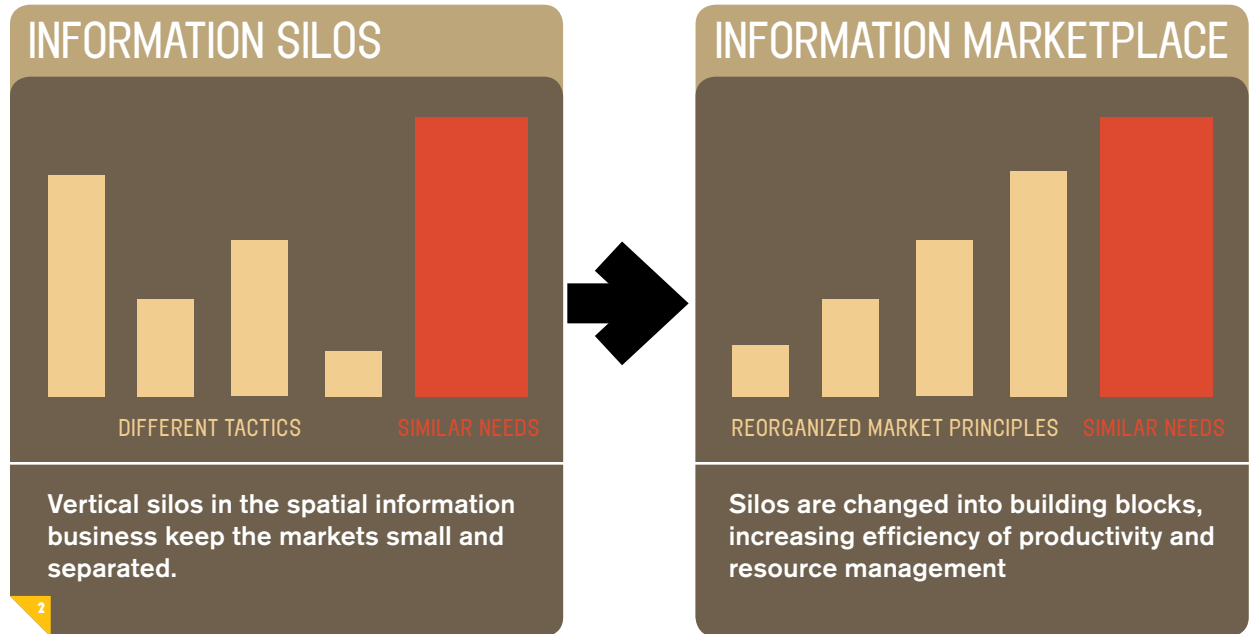 INFORMATION SILOS
DIFFERENT TACTICS
SIMILAR NEEDS
Vertical silos in the spatial information
business keep the markets small and
separated.
2
INFORMATION MARKETPLACE
REORGANIZED MARKET PRINCIPLES
SIMILAR NEEDS
Silos are changed into building blocks,
increasing efficiency of productivity and
resource management